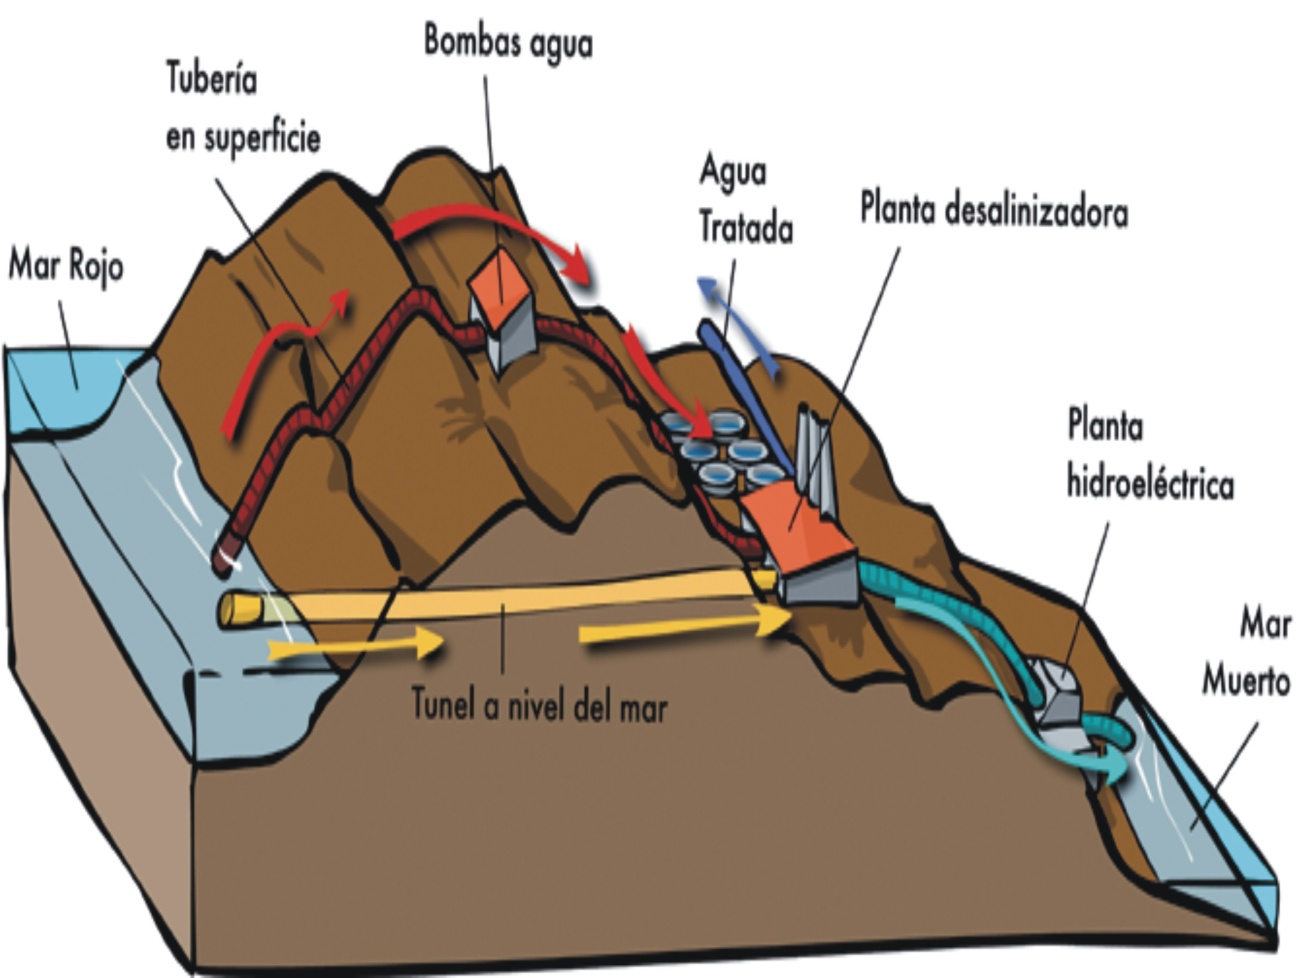 Bombas agua
Tubería
en superficie
Agua
Tratada
Planta desalinizadora
Mar Rojo
Planta
hidroeléctrica
Mar
Muerto
Tunel a nivel del mar